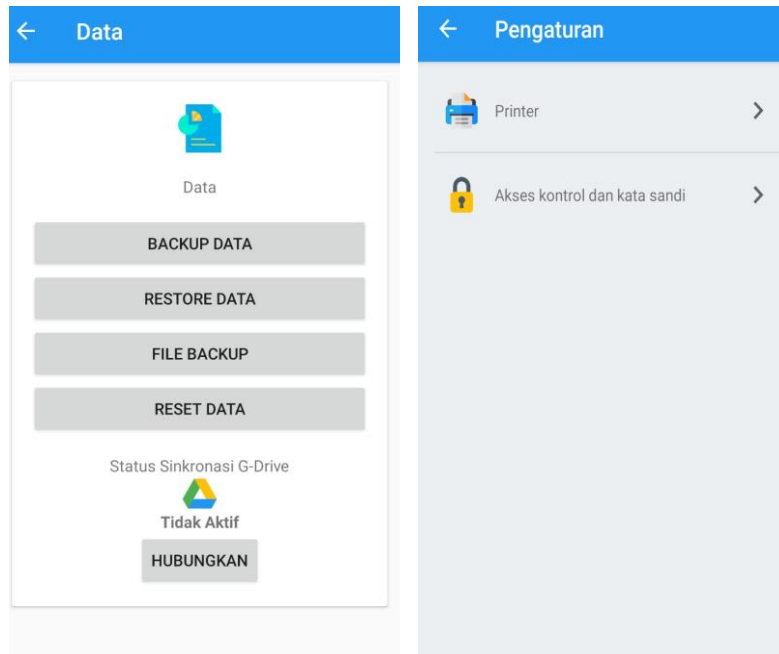 Data
Data
BACKUP DATA
RESTORE DATA
FILE BACKUP
RESET DATA
Status Sinkronasi G-Drive
Tidak Aktif
HUBUNGKAN
Pengaturan
Printer
Akses kontrol dan kata sandi